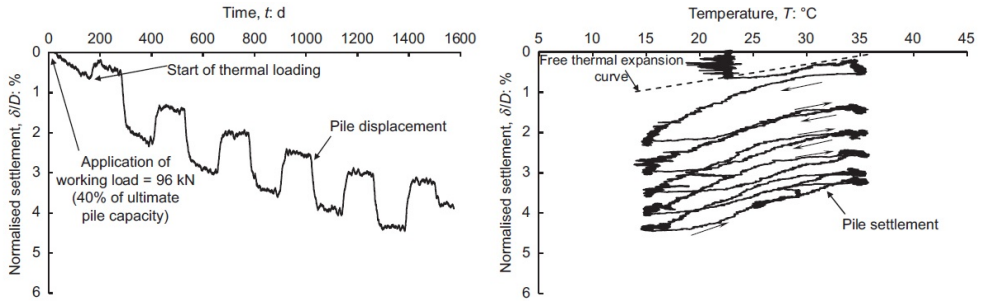 Time, t: d
0 200 400 600 800 1000 1200 1400 1600
0
1
2
3
4
5
6
Normalised settlement, δ/D: %
Start of thermal loading
Pile displacement
Application of
working load = 96 kN
(40% of ultimate
pile capacity)
Temperature, T: °C
5 10 15 20 25 30 35 40 45
0
1
2
3
4
5
6
Normalised settlement, δ/D: %
Free thermal expansion
curve
Pile settlement